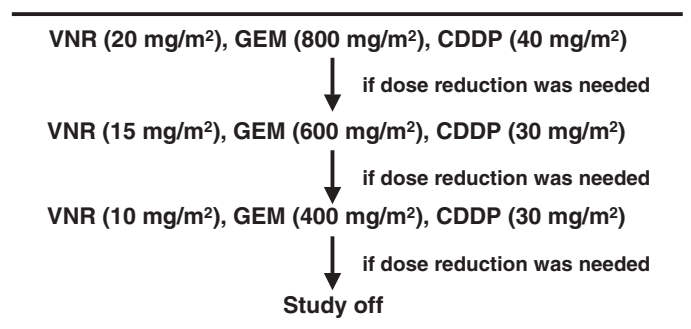 VNR (20 mg/m²), GEM (800 mg/m²), CDDP (40 mg/m²)
if dose reduction was needed
VNR (15 mg/m²), GEM (600 mg/m²), CDDP (30 mg/m²)
if dose reduction was needed
VNR (10 mg/m²), GEM (400 mg/m²), CDDP (30 mg/m²)
if dose reduction was needed
Study off